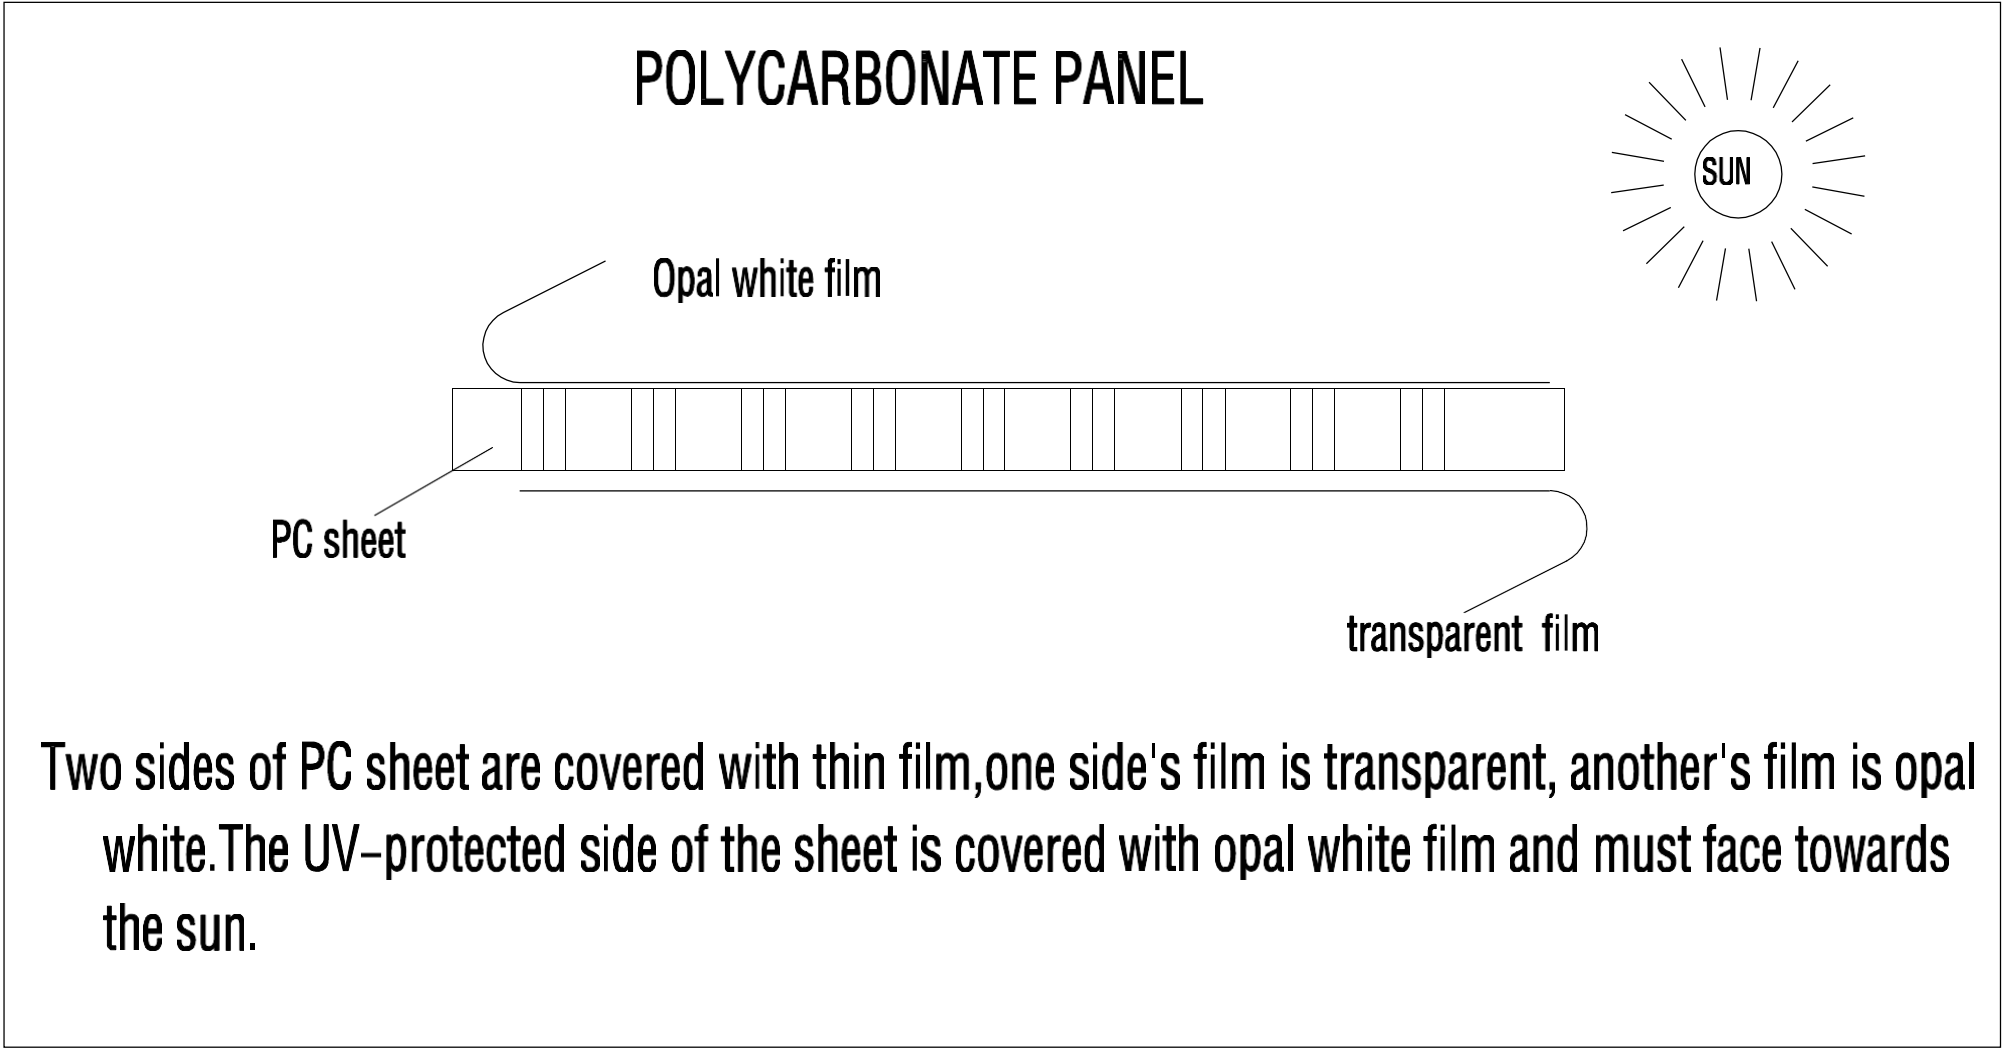 POLYCARBONATE PANEL
SUN
Opal white film
PC sheet
transparent film
Two sides of PC sheet are covered with thin film,one side's film is transparent, another's film is opal
white.The UV-protected side of the sheet is covered with opal white film and must face towards
the sun.